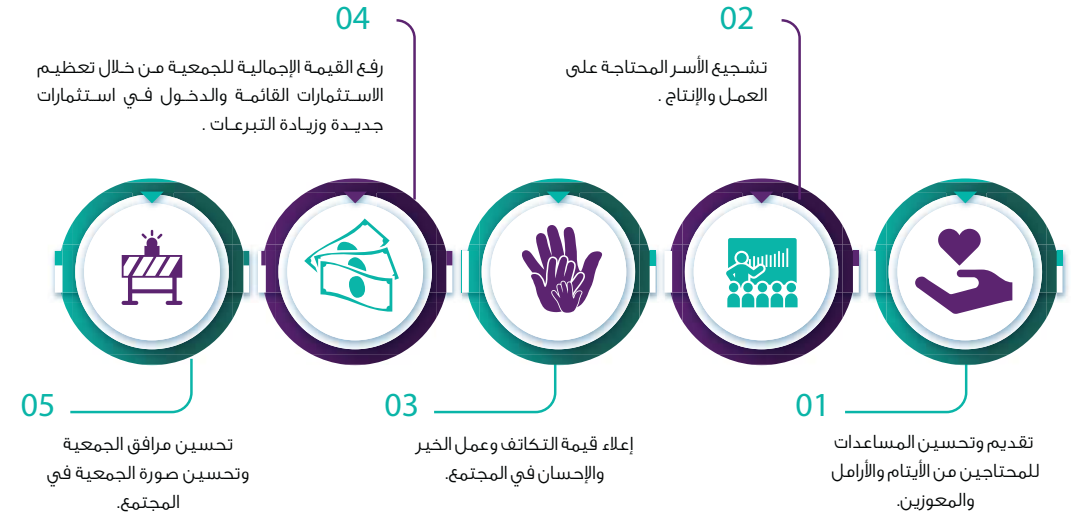 01
تقديم وتحسين المساعدات
للمحتاجين من الأيتام والأرامل
والمعوزين.
02
تشجيع الأسر المحتاجة على
العمل والإنتاج .
03
إعلاء قيمة التكاتف وعمل الخير
والإحسان في المجتمع.
04
رفع القيمة الإجمالية للجمعية من خلال تعظيم
الاستثمارات القائمة والدخول في استثمارات
جديدة وزيادة التبرعات .
05
تحسين مرافق الجمعية
وتحسين صورة الجمعية في
المجتمع.